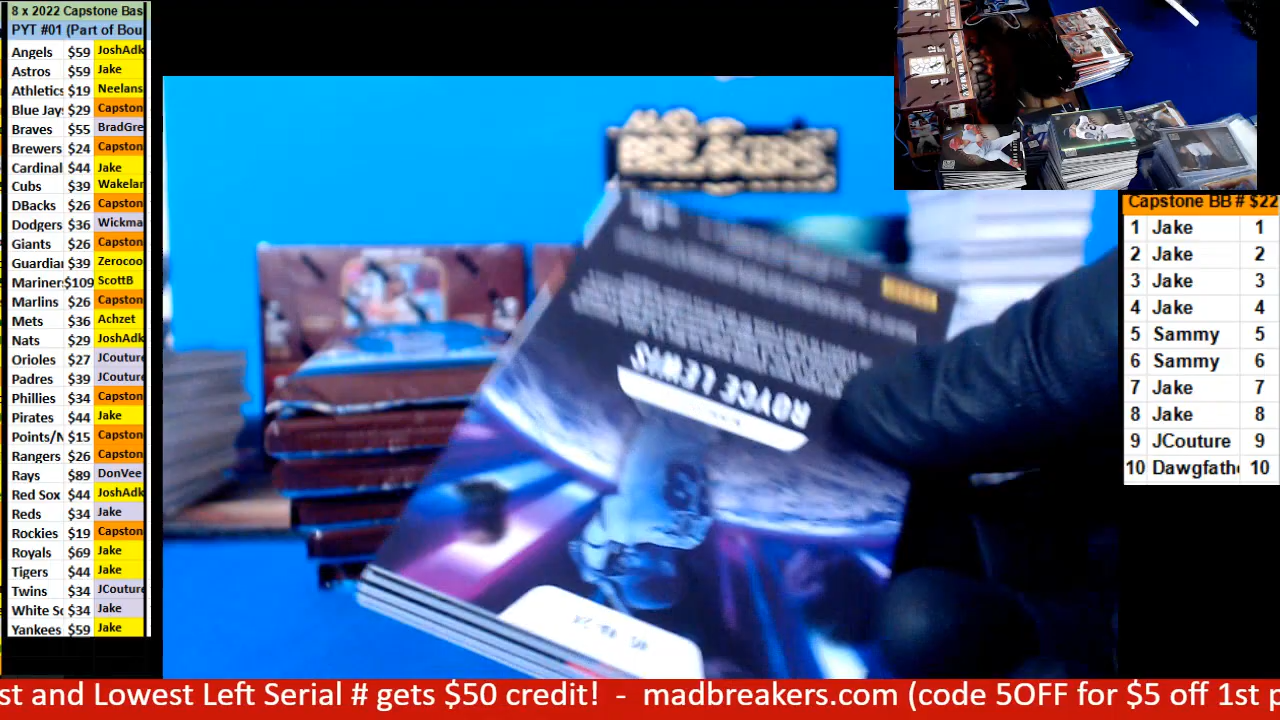 8 x 2022 Capstone Bas
PYT #01 (Part of Bou
Angels $59 JoshAdk
Astros $59 Jake
Athletics $19 Neelans
Blue Jay $29 Capston
Braves $55 BradGre
Brewers $24 Capston
Cardinal $44 Jake
Cubs $39 Wakelar
DBacks $26 Capston
Dodgers $36 Wickma
Giants $26 Capston
Guardia $39 Zerocoo
Mariner $109 ScottB
Marlins $26 Capston
Mets $36 Achzet
Nats $29 JoshAdk
Orioles $27 JCouture
Padres $39 JCouture
Phillies $34 Capston
Pirates $44 Jake
Points/N $15 Capston
Rangers $26 Capston
Rays $89 DonVee
Red Sox $44 JoshAdk
Reds $34 Jake
Rockies $19 Capston
Royals $69 Jake
Tigers $44 Jake
Twins $34 JCouture
White So $34 Jake
Yankees $59 Jake
BREAKERS
ROYCE LEWIS
Capstone BB # $22
1 Jake 1
2 Jake 2
3 Jake 3
4 Jake 4
5 Sammy 5
6 Sammy 6
7 Jake 7
8 Jake 8
9 JCouture 9
10 Dawgfath 10
st and Lowest Left Serial # gets $50 credit! - madbreakers.com (code 5OFF for $5 off 1st p